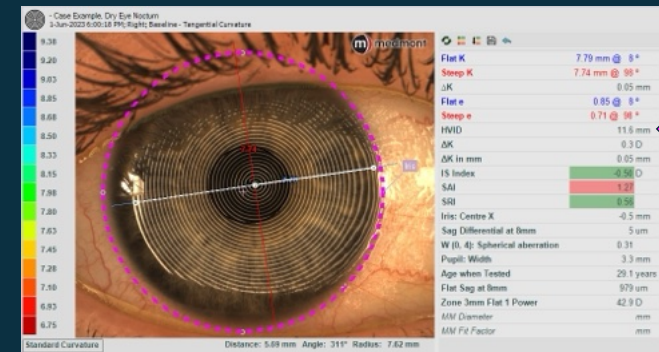 - Case Example, Dry Eye Nocturn
1-Jun-2023 6:00:18 PM; Right; Baseline - Tangential Curvature
9.38
9.20
9.03
8.85
8.68
8.50
8.33
8.15
7.98
7.80
7.63
7.45
7.28
7.10
6.93
6.75
m medmont
Flat K 7.79 mm @ 8°
Steep K 7.74 mm @ 98°
ΔK 0.05 mm
Flat e 0.85 @ 8°
Steep e 0.71 @ 98°
HVID 11.6 mm
ΔK 0.3 D
ΔK in mm 0.05 mm
IS Index -0.50 D
SAI 1.27
SRI 0.56
Iris: Centre X -0.5 mm
Sag Differential at 8mm 5 um
W (0, 4): Spherical aberration 0.31
Pupil: Width 3.3 mm
Age when Tested 29.1 years
Flat Sag at 8mm 979 um
Zone 3mm Flat 1 Power 42.9 D
MM Diameter mm
MM Fit Factor mm
Standard Curvature
Distance: 5.89 mm Angle: 311° Radius: 7.62 mm